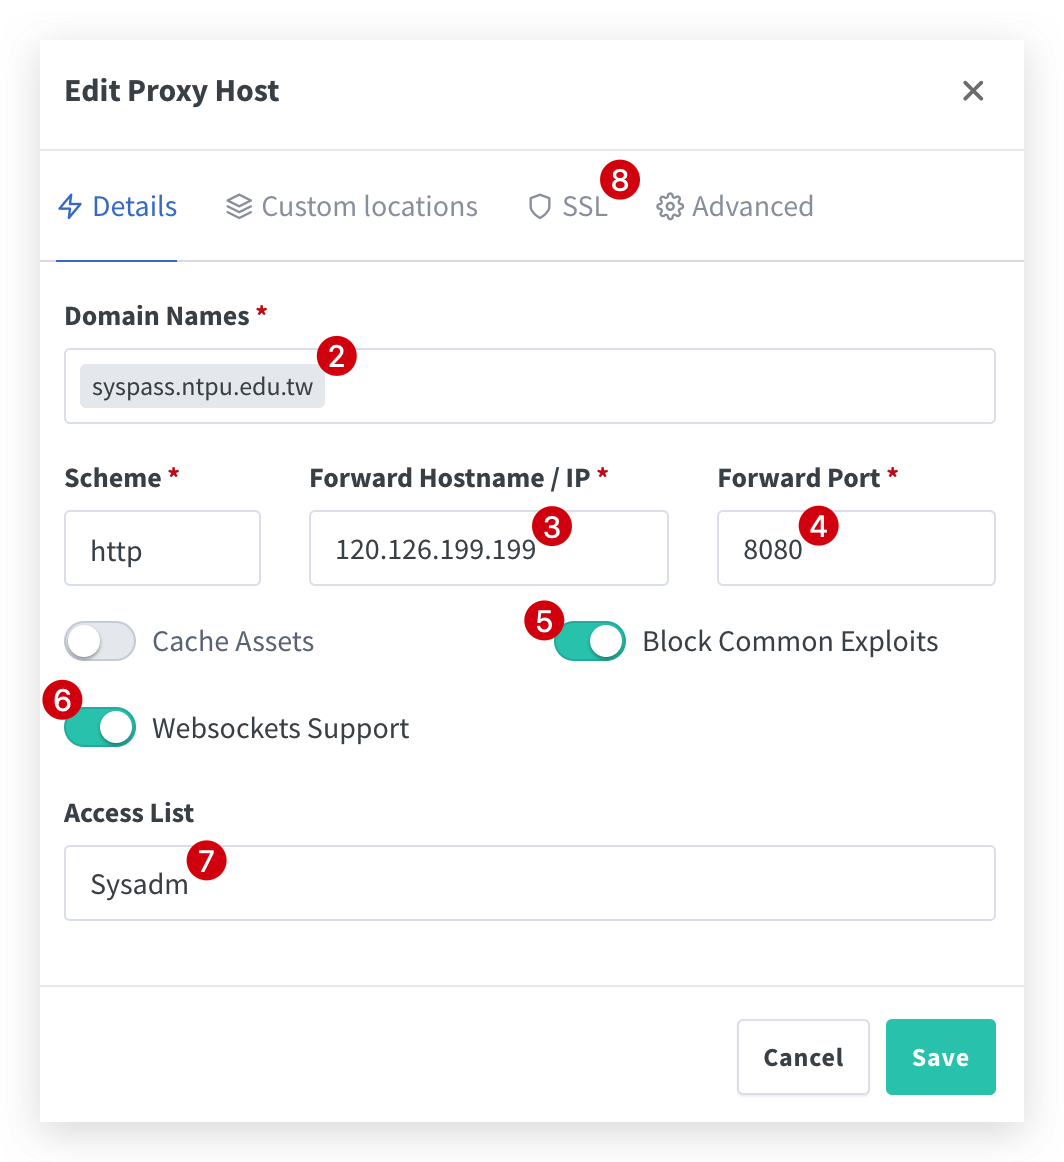 Edit Proxy Host
Details Custom locations SSL 8 Advanced
Domain Names *
2
syspass.ntpu.edu.tw
Scheme * Forward Hostname / IP * Forward Port *
http 120.126.199.199 3 8080 4
Cache Assets 5 Block Common Exploits
6 Websockets Support
Access List
7
Sysadm
Cancel Save